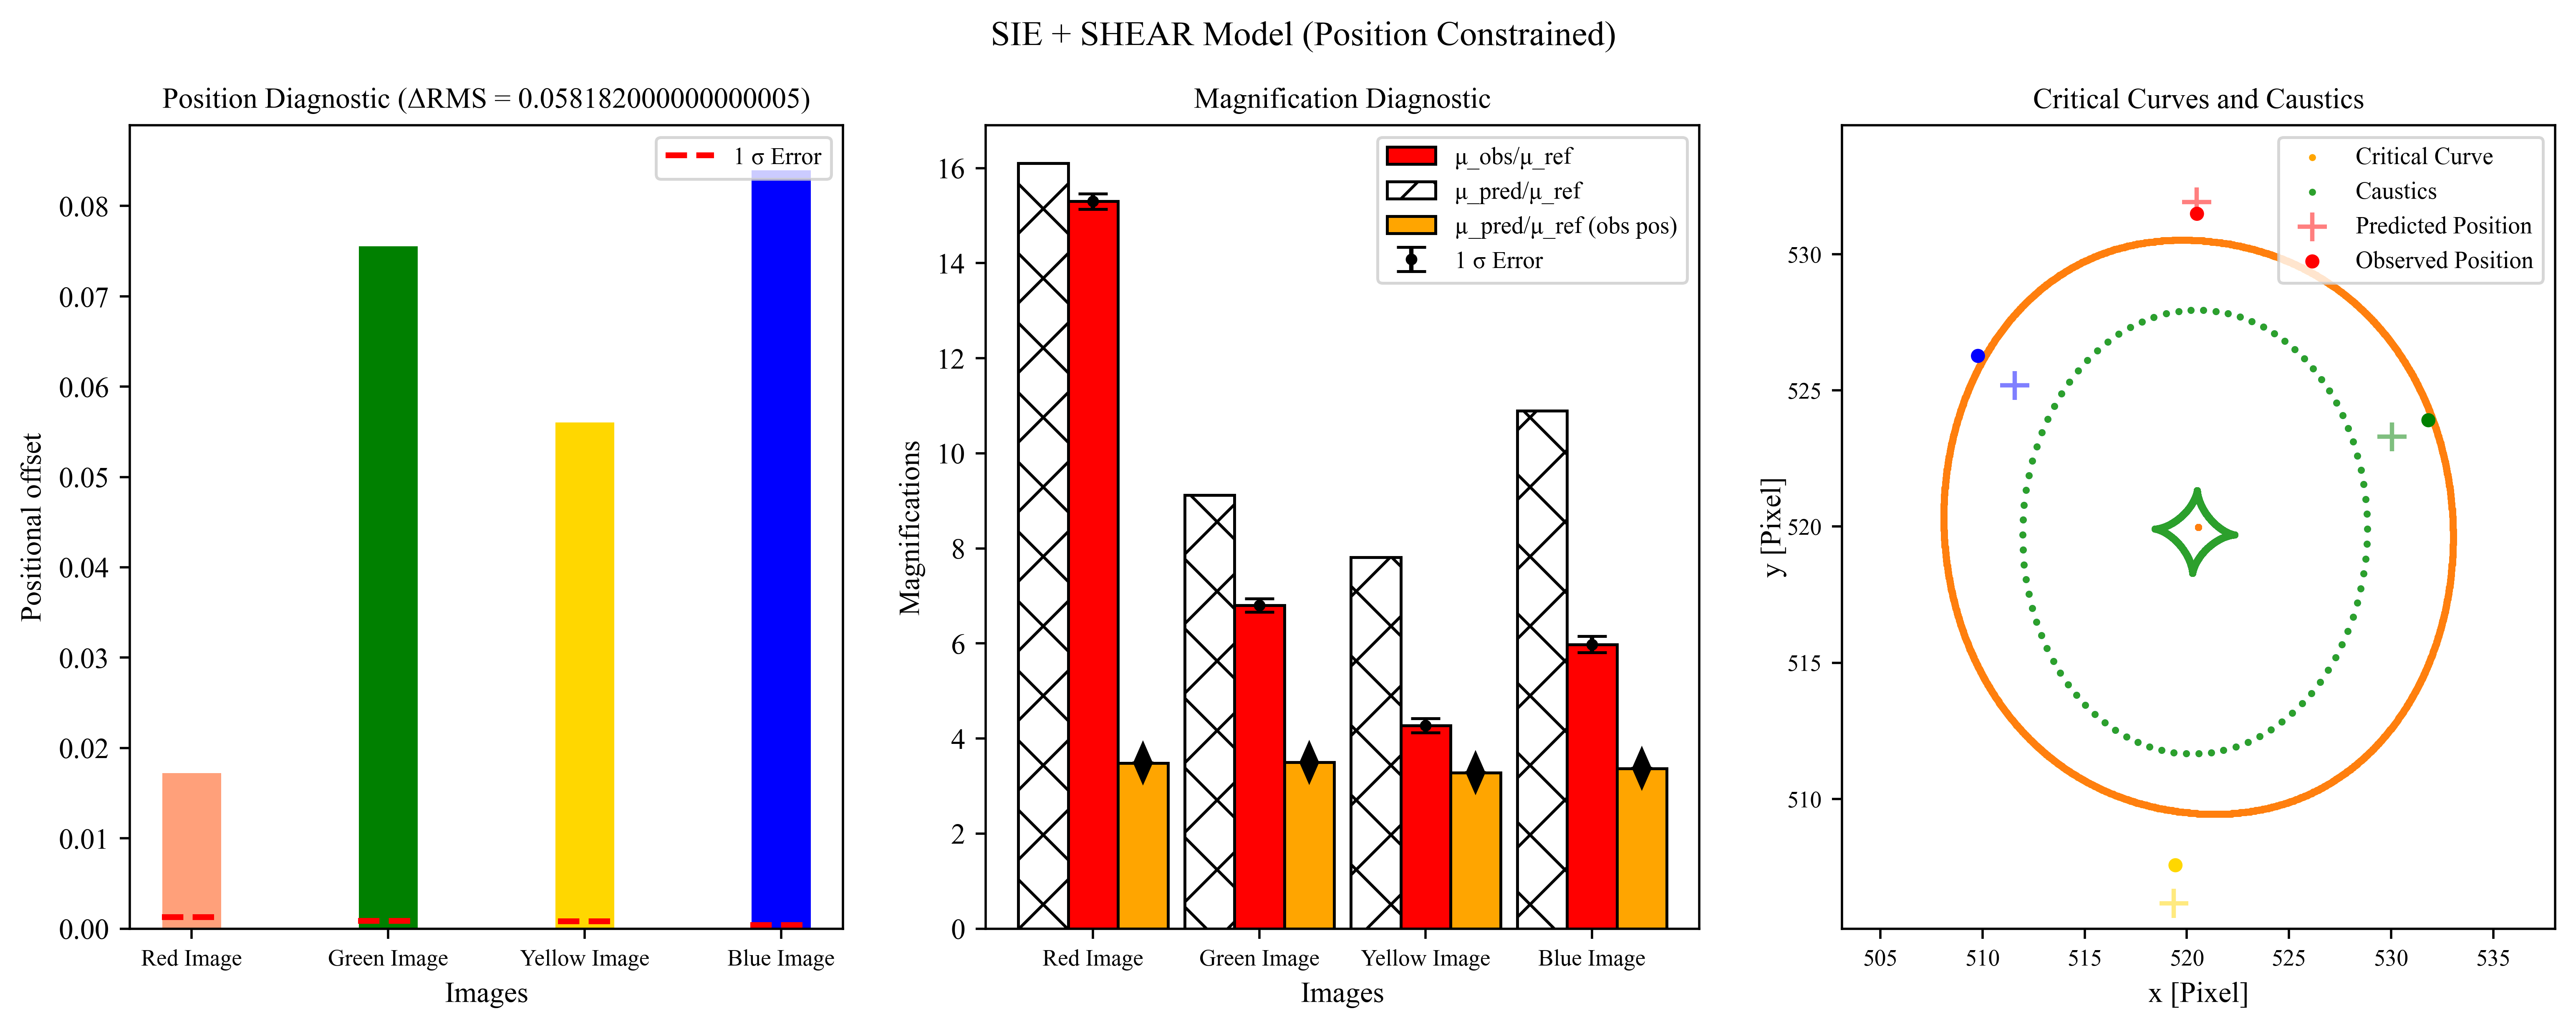 SIE + SHEAR Model (Position Constrained)
Position Diagnostic (ΔRMS = 0.058182000000000005)
1 σ Error
Positional offset
0.08
0.07
0.06
0.05
0.04
0.03
0.02
0.01
0.00
Red Image
Green Image
Yellow Image
Blue Image
Images
Magnification Diagnostic
μ_obs/μ_ref
μ_pred/μ_ref
μ_pred/μ_ref (obs pos)
1 σ Error
Magnifications
16
14
12
10
8
6
4
2
0
Red Image
Green Image
Yellow Image
Blue Image
Images
Critical Curves and Caustics
Critical Curve
Caustics
Predicted Position
Observed Position
y [Pixel]
530
525
520
515
510
505
510
515
520
525
530
535
x [Pixel]